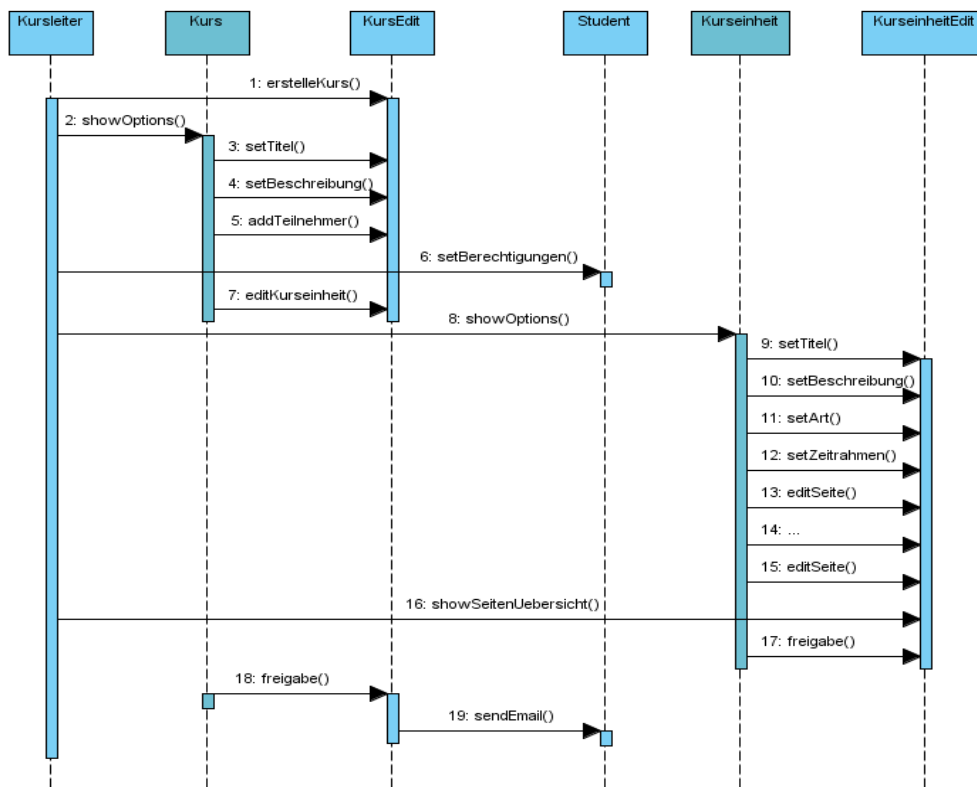 Kursleiter
Kurs
KursEdit
Student
Kurseinheit
KurseinheitEdit
1: erstelleKurs()
2: showOptions()
3: setTitel()
4: setBeschreibung()
5: addTeilnehmer()
6: setBerechtigungen()
7: editKurseinheit()
8: showOptions()
9: setTitel()
10: setBeschreibung()
11: setArt()
12: setZeitrahmen()
13: editSeite()
14: ...
15: editSeite()
16: showSeitenUebersicht()
17: freigabe()
18: freigabe()
19: sendEmail()